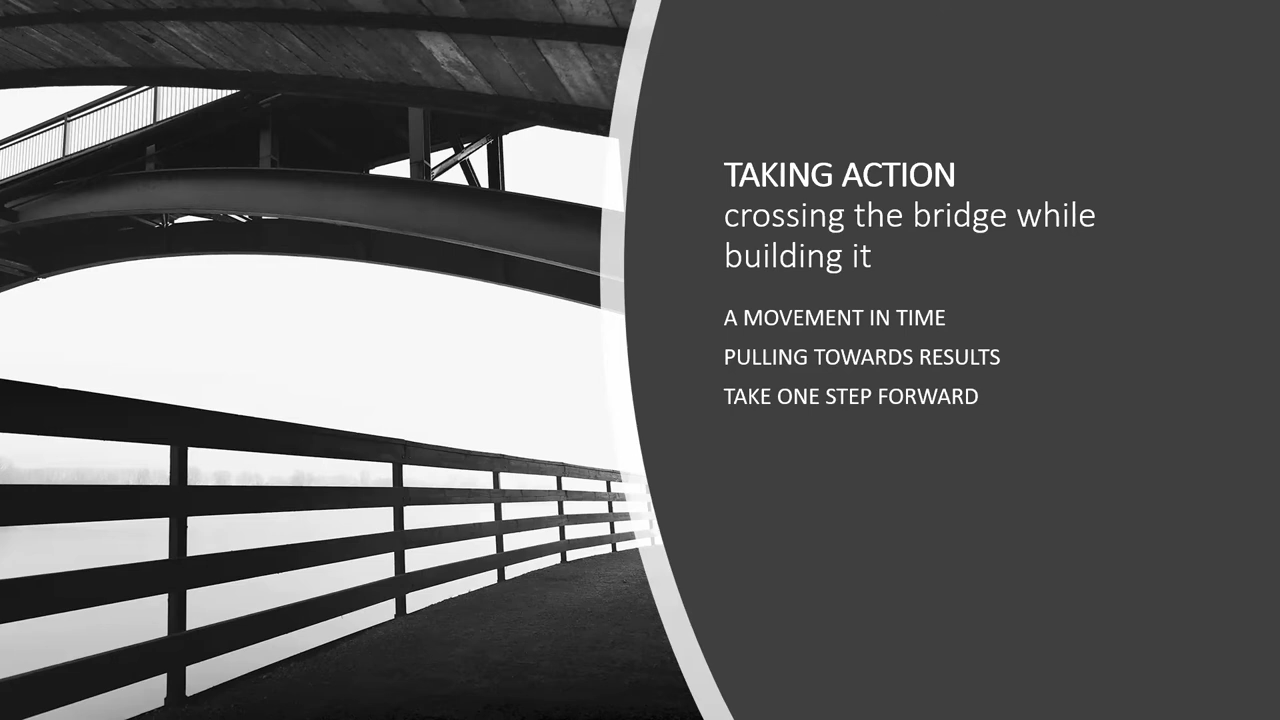 TAKING ACTION
crossing the bridge while
building it
A MOVEMENT IN TIME
PULLING TOWARDS RESULTS
TAKE ONE STEP FORWARD